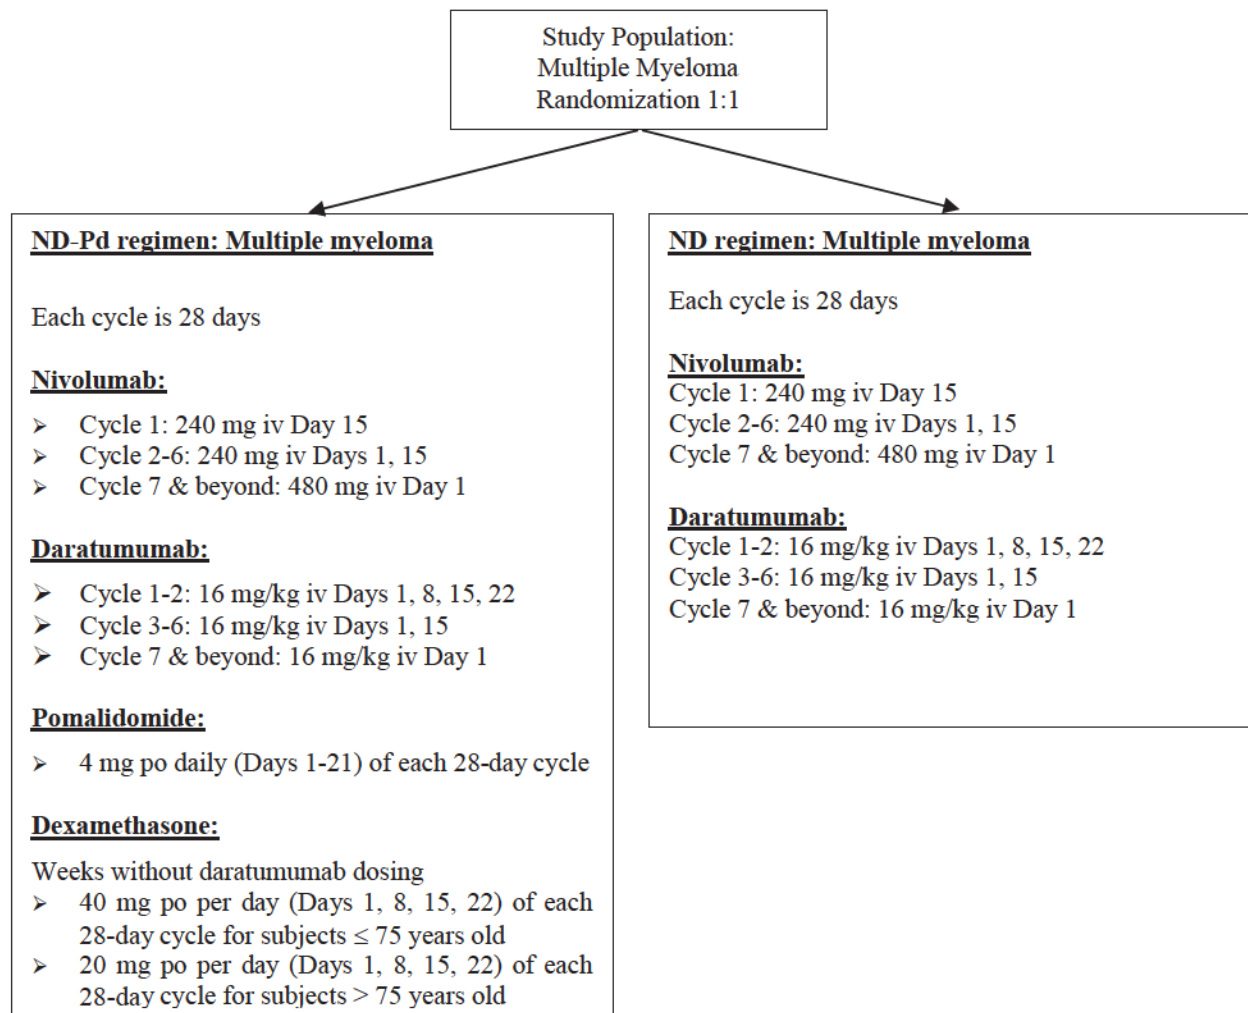 Study Population:
Multiple Myeloma
Randomization 1:1
ND-Pd regimen: Multiple myeloma
Each cycle is 28 days
Nivolumab:
➢ Cycle 1: 240 mg iv Day 15
➢ Cycle 2-6: 240 mg iv Days 1, 15
➢ Cycle 7 & beyond: 480 mg iv Day 1
Daratumumab:
➢ Cycle 1-2: 16 mg/kg iv Days 1, 8, 15, 22
➢ Cycle 3-6: 16 mg/kg iv Days 1, 15
➢ Cycle 7 & beyond: 16 mg/kg iv Day 1
Pomalidomide:
➢ 4 mg po daily (Days 1-21) of each 28-day cycle
Dexamethasone:
Weeks without daratumumab dosing
➢ 40 mg po per day (Days 1, 8, 15, 22) of each
28-day cycle for subjects ≤ 75 years old
➢ 20 mg po per day (Days 1, 8, 15, 22) of each
28-day cycle for subjects > 75 years old
ND regimen: Multiple myeloma
Each cycle is 28 days
Nivolumab:
Cycle 1: 240 mg iv Day 15
Cycle 2-6: 240 mg iv Days 1, 15
Cycle 7 & beyond: 480 mg iv Day 1
Daratumumab:
Cycle 1-2: 16 mg/kg iv Days 1, 8, 15, 22
Cycle 3-6: 16 mg/kg iv Days 1, 15
Cycle 7 & beyond: 16 mg/kg iv Day 1